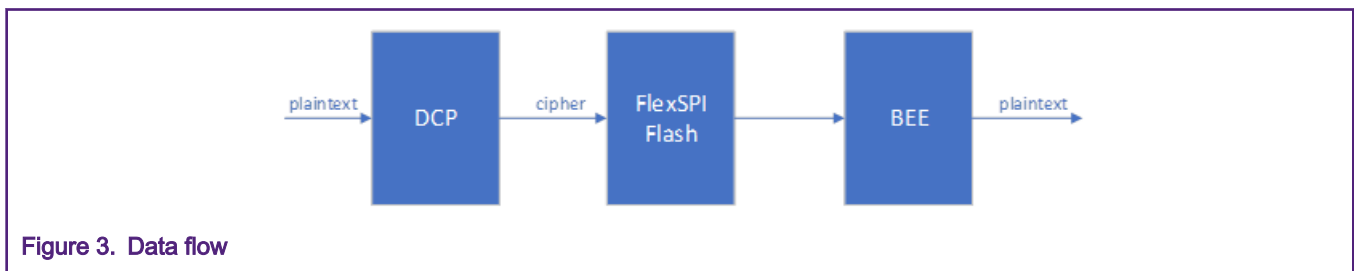 plaintext
DCP
cipher
FlexSPI
Flash
BEE
plaintext
Figure 3. Data flow